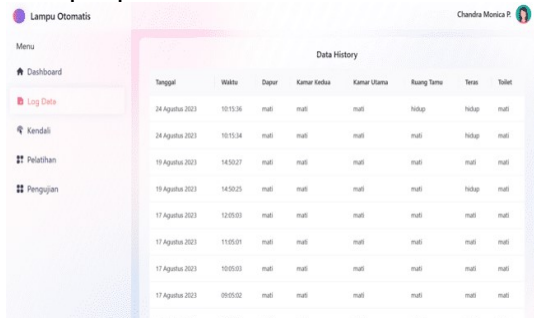 Lampu Otomatis
Chandra Monica P.
Menu
Dashboard
Log Data
Kendali
Pelatihan
Pengujian
Data History
Tanggal Waktu Dapur Kamar Kedua Kamar Utama Ruang Tamu Teras Toilet
24 Agustus 2023 10:15:36 mati mati mati hidup hidup mati
24 Agustus 2023 10:15:34 mati mati mati mati hidup mati
19 Agustus 2023 14:50:27 mati mati mati mati mati mati
19 Agustus 2023 14:50:25 mati mati mati mati hidup mati
17 Agustus 2023 12:05:03 mati mati mati mati mati mati
17 Agustus 2023 11:05:01 mati mati mati mati mati mati
17 Agustus 2023 10:05:03 mati mati mati mati mati mati
17 Agustus 2023 09:05:02 mati mati mati mati mati mati